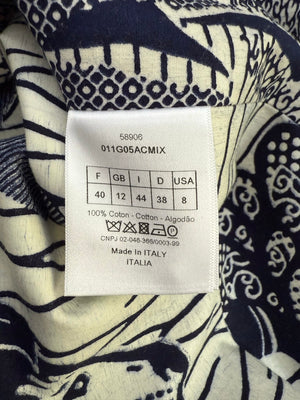 58906
011G05ACMIX
F GB I D USA
40 12 44 38 8
100% Coton - Cotton - Algodão
CNPJ 02-046-366/0003-99
Made In ITALY
ITALIA